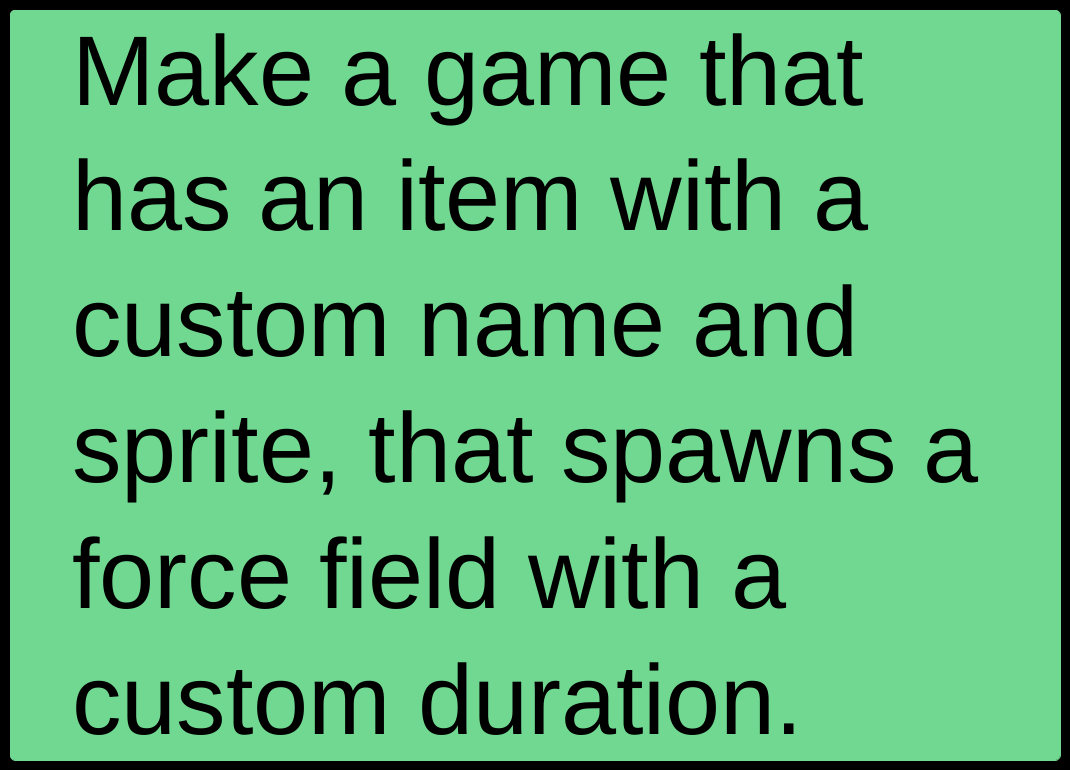 Make a game that
has an item with a
custom name and
sprite, that spawns a
force field with a
custom duration.